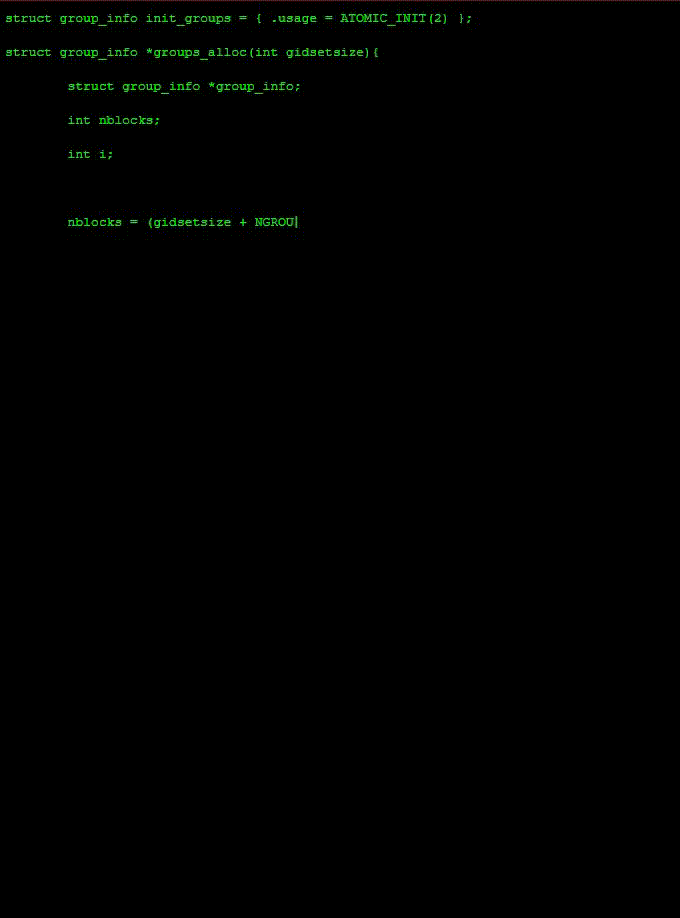 struct group_info init_groups = { .usage = ATOMIC_INIT(2) };
struct group_info *groups_alloc(int gidsetsize){
struct group_info *group_info;
int nblocks;
int i;
nblocks = (gidsetsize + NGROU|